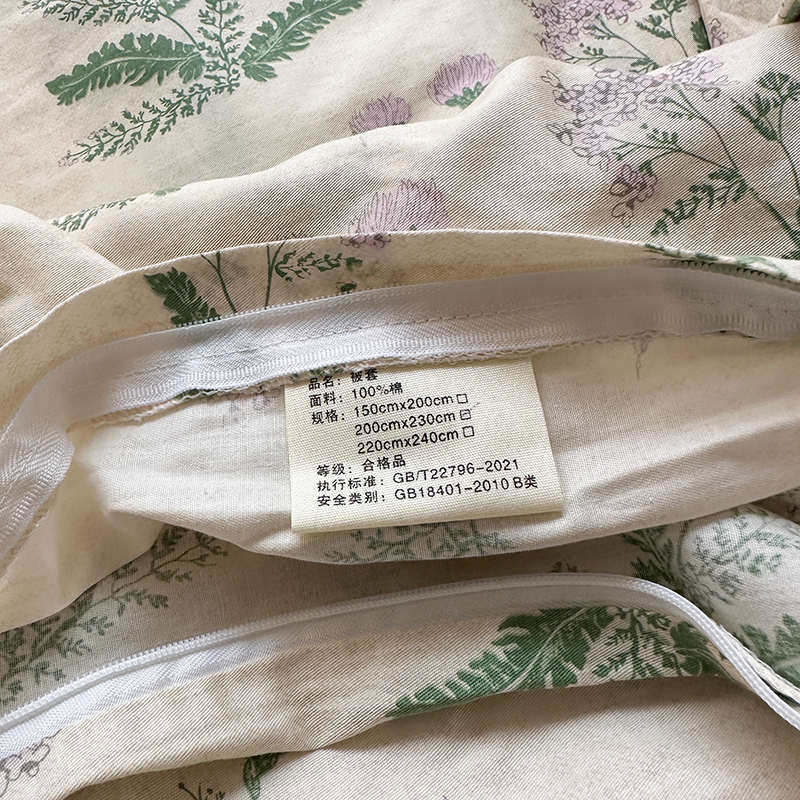 品名：被套
面料：100%棉
规格：150cmx200cm□
200cmx230cm☑
220cmx240cm□
等级：合格品
执行标准：GB/T22796-2021
安全类别：GB18401-2010 B类